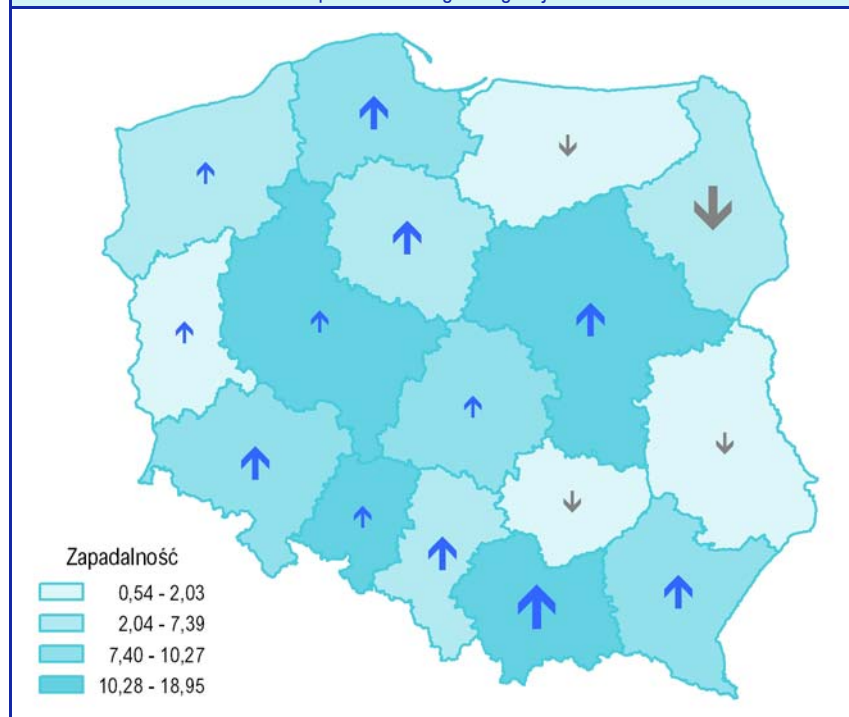 Zapadalność
0,54 - 2,03
2,04 - 7,39
7,40 - 10,27
10,28 - 18,95